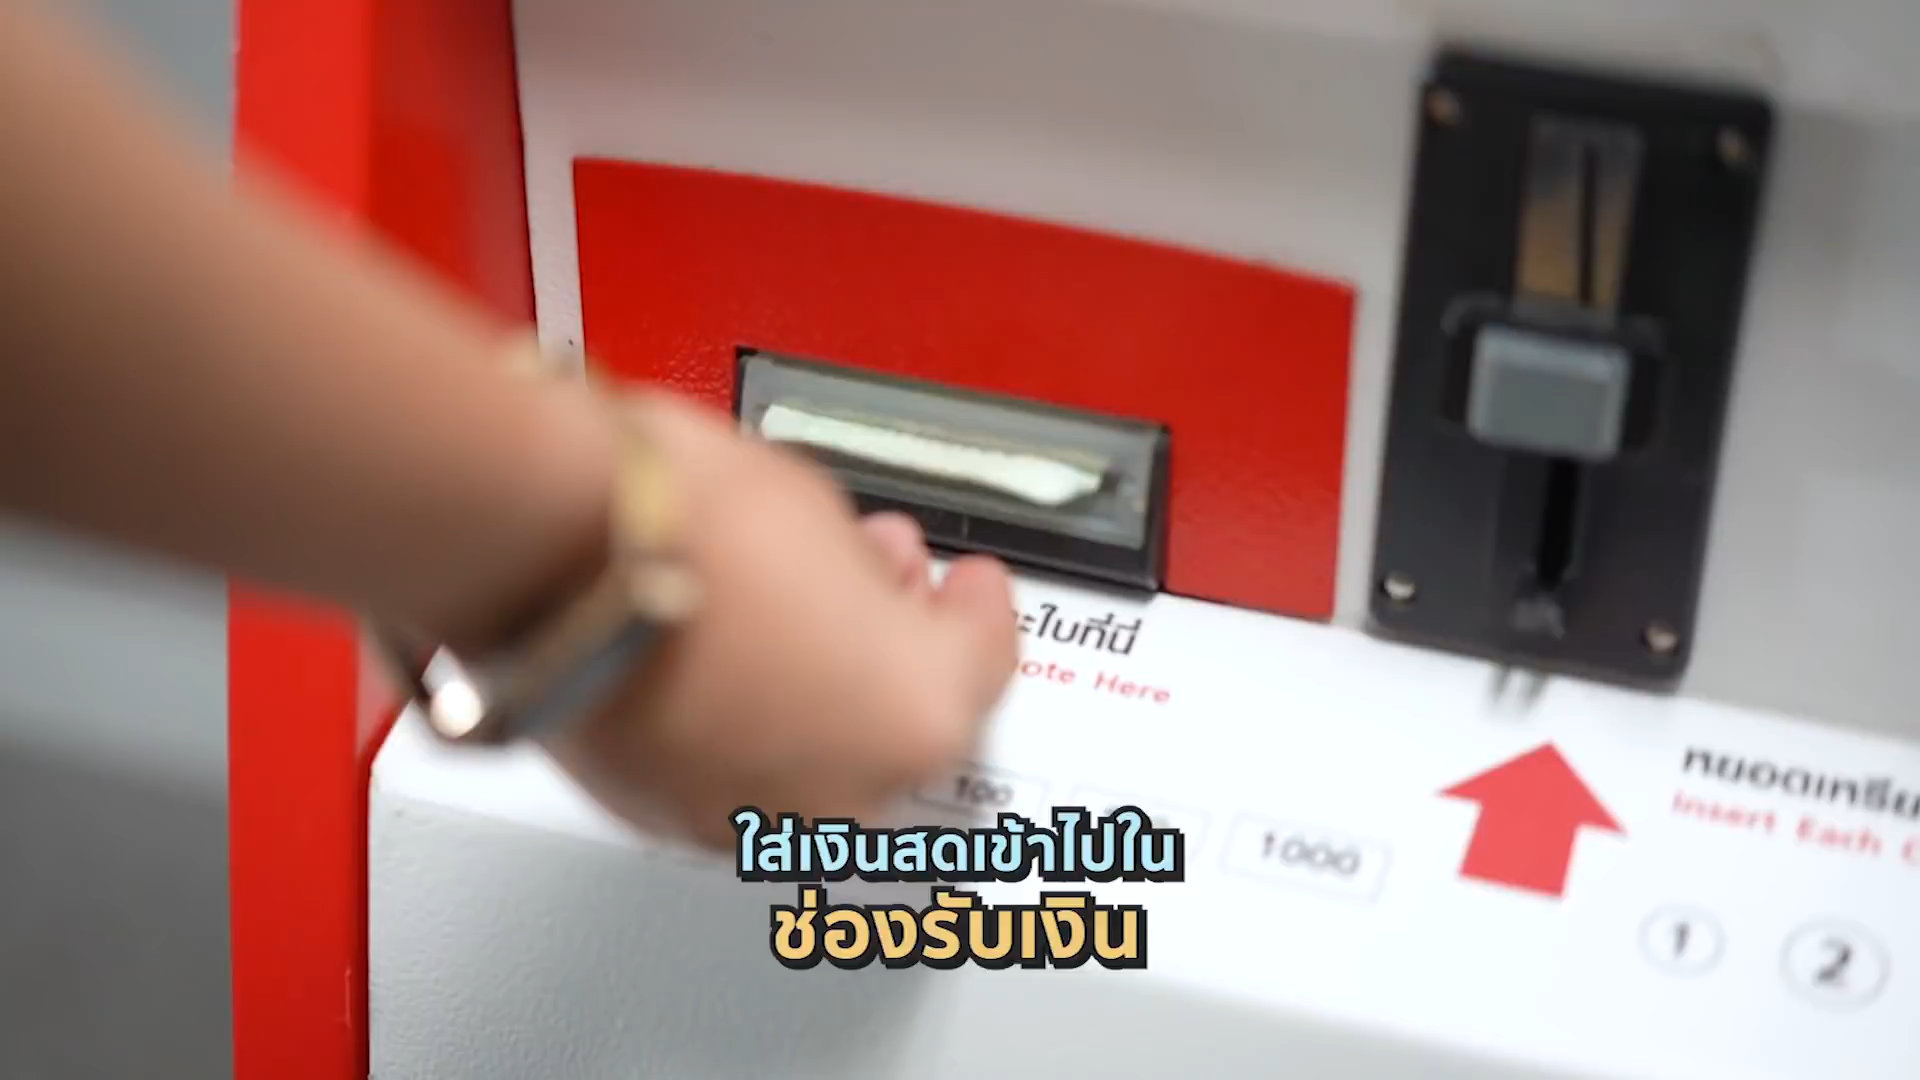 ใบที่นี่
Here
100
1000
หยอดเหรีย
Insert Each
1
2
ใส่เงินสดเข้าไปใน
ช่องรับเงิน